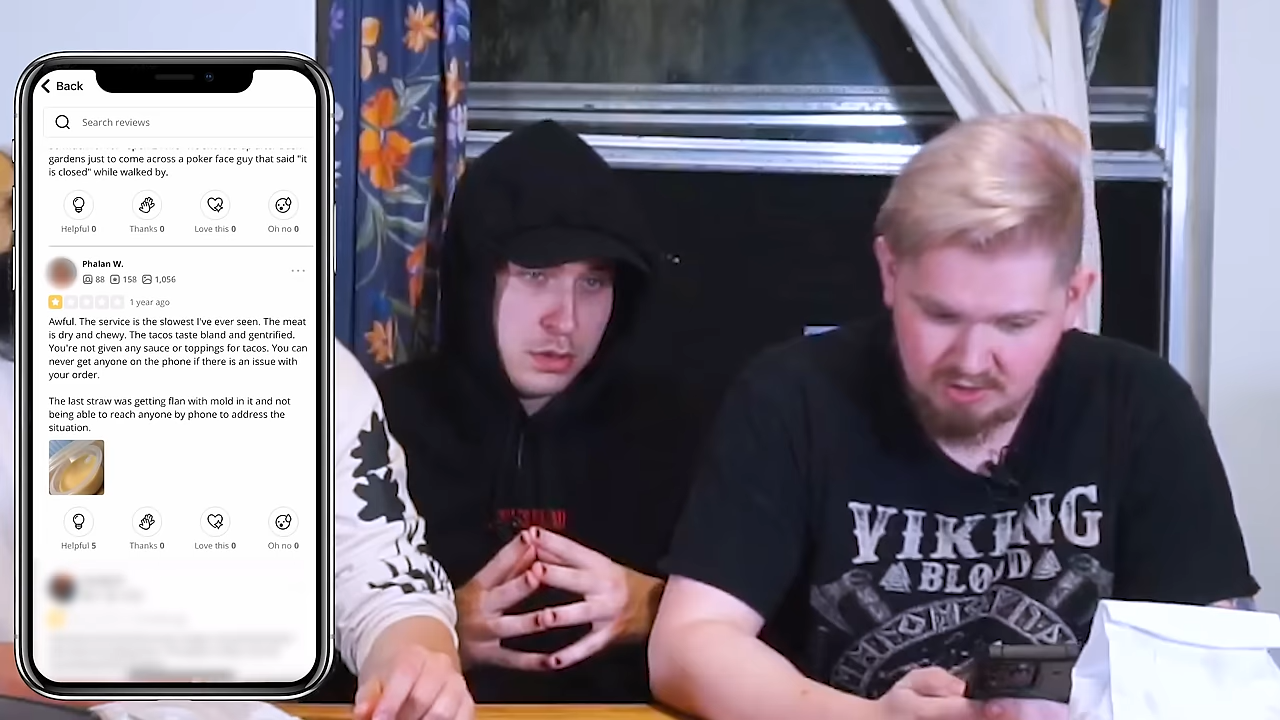 Back
Search reviews
gardens just to come across a poker face guy that said "it
is closed" while walked by.
Helpful 0 Thanks 0 Love this 0 Oh no 0
Phalan W.
88 158 1,056
1 year ago
Awful. The service is the slowest I've ever seen. The meat
is dry and chewy. The tacos taste bland and gentrified.
You're not given any sauce or toppings for tacos. You can
never get anyone on the phone if there is an issue with
your order.
The last straw was getting flan with mold in it and not
being able to reach anyone by phone to address the
situation.
Helpful 5 Thanks 0 Love this 0 Oh no 0
VIKING
BLOOD